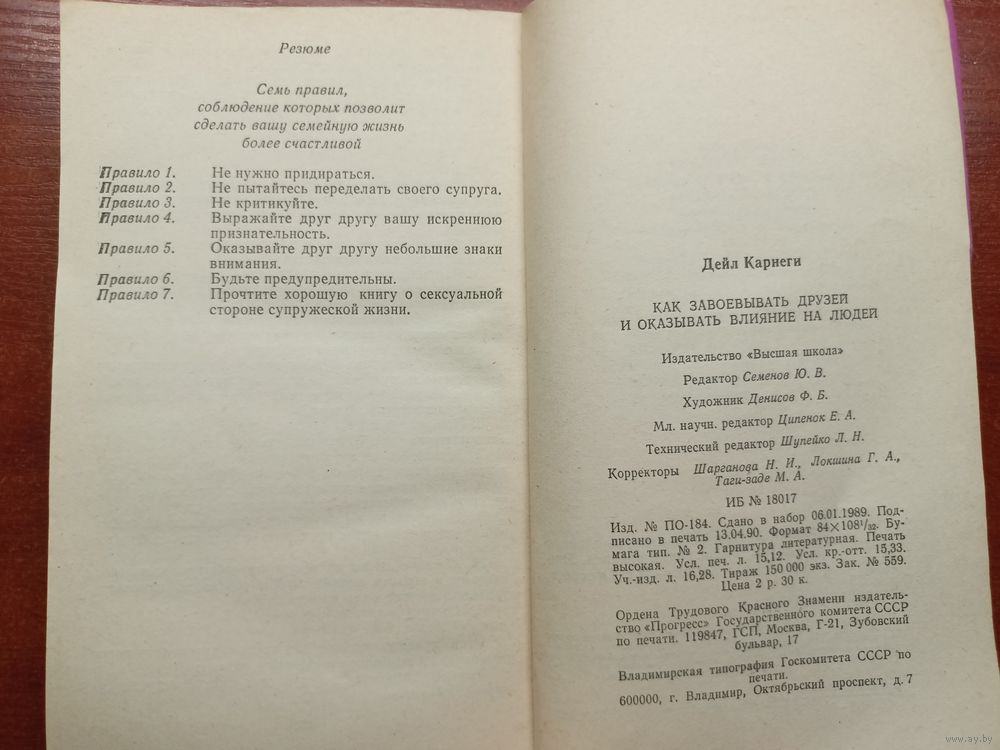 Резюме
Семь правил,
соблюдение которых позволит
сделать вашу семейную жизнь
более счастливой
Правило 1. Не нужно придираться.
Правило 2. Не пытайтесь переделать своего супруга.
Правило 3. Не критикуйте.
Правило 4. Выражайте друг другу вашу искреннюю
признательность.
Правило 5. Оказывайте друг другу небольшие знаки
внимания.
Правило 6. Будьте предупредительны.
Правило 7. Прочтите хорошую книгу о сексуальной
стороне супружеской жизни.
Дейл Карнеги
КАК ЗАВОЕВЫВАТЬ ДРУЗЕЙ
И ОКАЗЫВАТЬ ВЛИЯНИЕ НА ЛЮДЕЙ
Издательство «Высшая школа»
Редактор Семенов Ю. В.
Художник Денисов Ф. Б.
Мл. научн. редактор Ципенок Е. А.
Технический редактор Шупейко Л. Н.
Корректоры Шарганова Н. И., Локшина Г. А.,
Таги-заде М. А.
ИБ № 18017
Изд. № ПО-184. Сдано в набор 06.01.1989. Под-
писано в печать 13.04.90. Формат 84×108¹/₃₂. Бу-
мага тип. № 2. Гарнитура литературная. Печать
высокая. Усл. печ. л. 15,12. Усл. кр.-отт. 15,33.
Уч.-изд. л. 16,28. Тираж 150 000 экз. Зак. № 559.
Цена 2 р. 30 к.
Ордена Трудового Красного Знамени издатель-
ство «Прогресс» Государственного комитета СССР
по печати. 119847, ГСП, Москва, Г-21, Зубовский
бульвар, 17
Владимирская типография Госкомитета СССР по
печати.
600000, г. Владимир, Октябрьский проспект, д. 7
www.ay.by